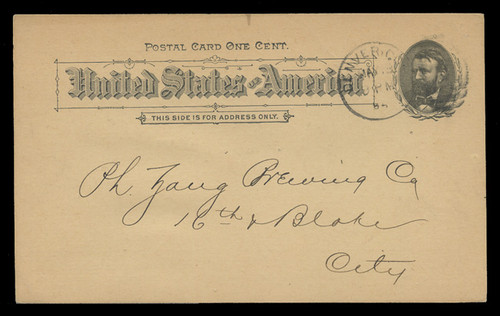 POSTAL CARD ONE CENT.
United States of America.
THIS SIDE IS FOR ADDRESS ONLY.
DENVER
Ph. Zang Brewing Co
16th & Blake
City